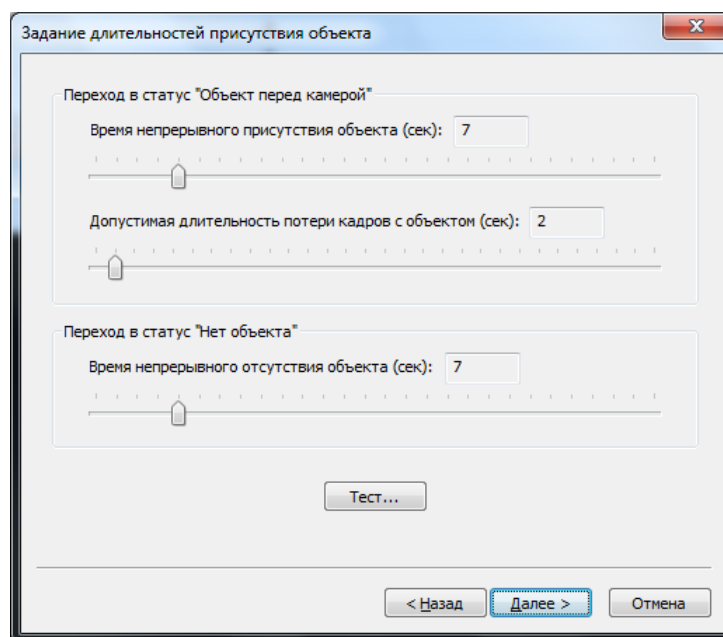 Задание длительностей присутствия объекта
Переход в статус "Объект перед камерой"
Время непрерывного присутствия объекта (сек): 7
Допустимая длительность потери кадров с объектом (сек): 2
Переход в статус "Нет объекта"
Время непрерывного отсутствия объекта (сек): 7
Тест...
< Назад Далее > Отмена